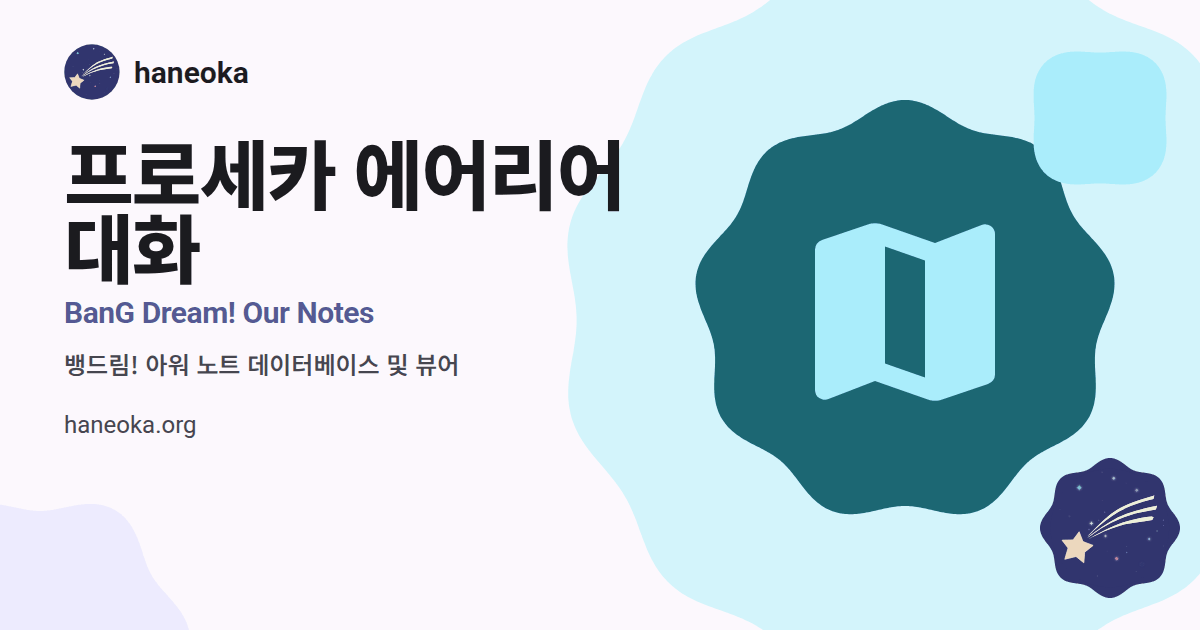 haneoka
프로세카 에어리어
대화
BanG Dream! Our Notes
뱅드림! 아워 노트 데이터베이스 및 뷰어
haneoka.org